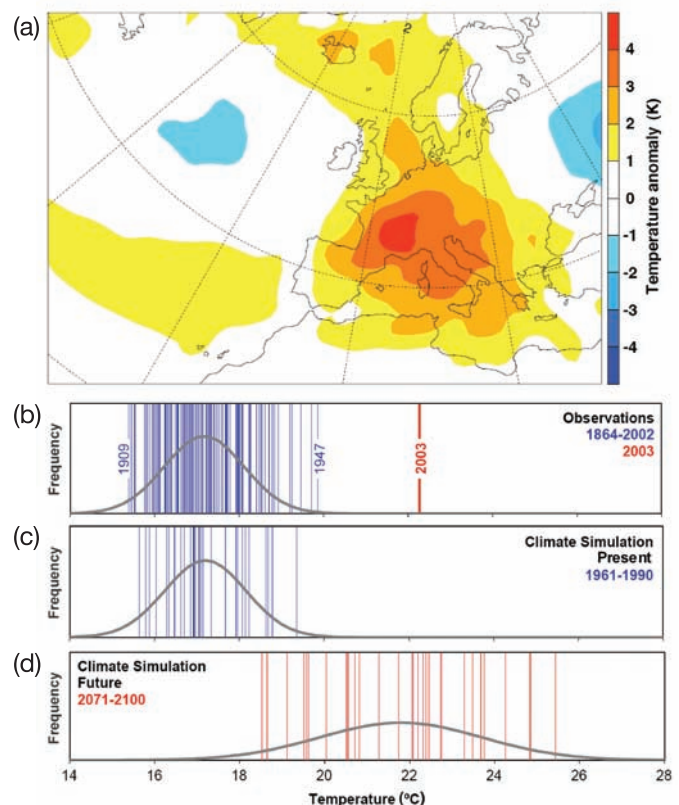 (a)
2
4
3
2
1
0
-1
-2
-3
-4
Temperature anomaly (K)
(b)
Frequency
1909
1947
2003
Observations
1864-2002
2003
(c)
Frequency
Climate Simulation
Present
1961-1990
(d)
Frequency
Climate Simulation
Future
2071-2100
14 16 18 20 22 24 26 28
Temperature (ºC)